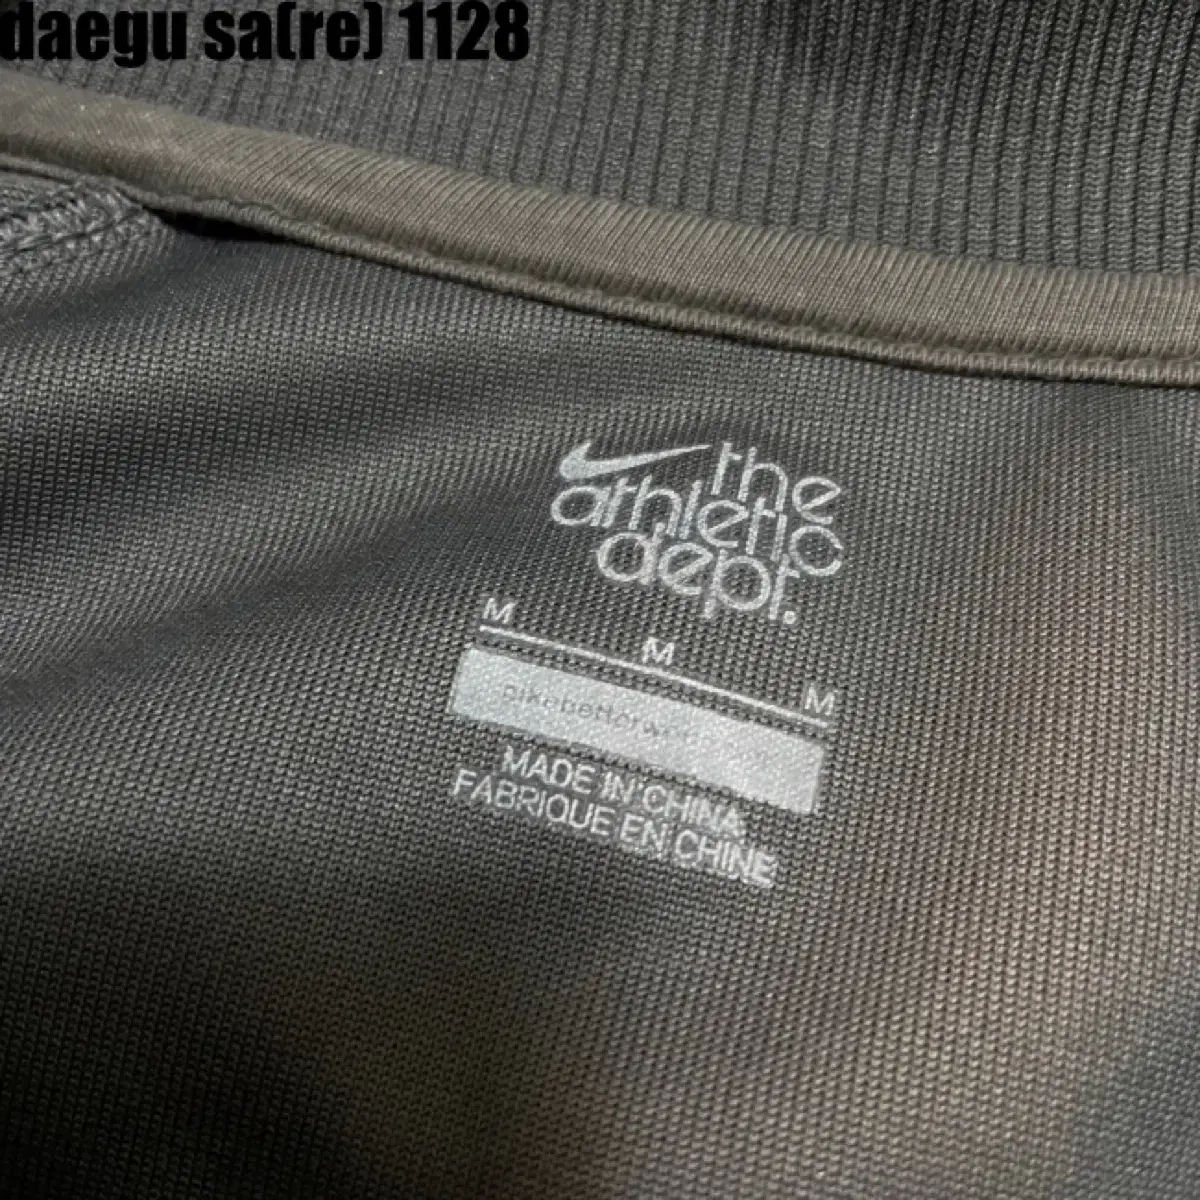 daegu sa(re) 1128
the
athletic
dept.
M
M
M
MADE IN CHINA
FABRIQUE EN CHINE